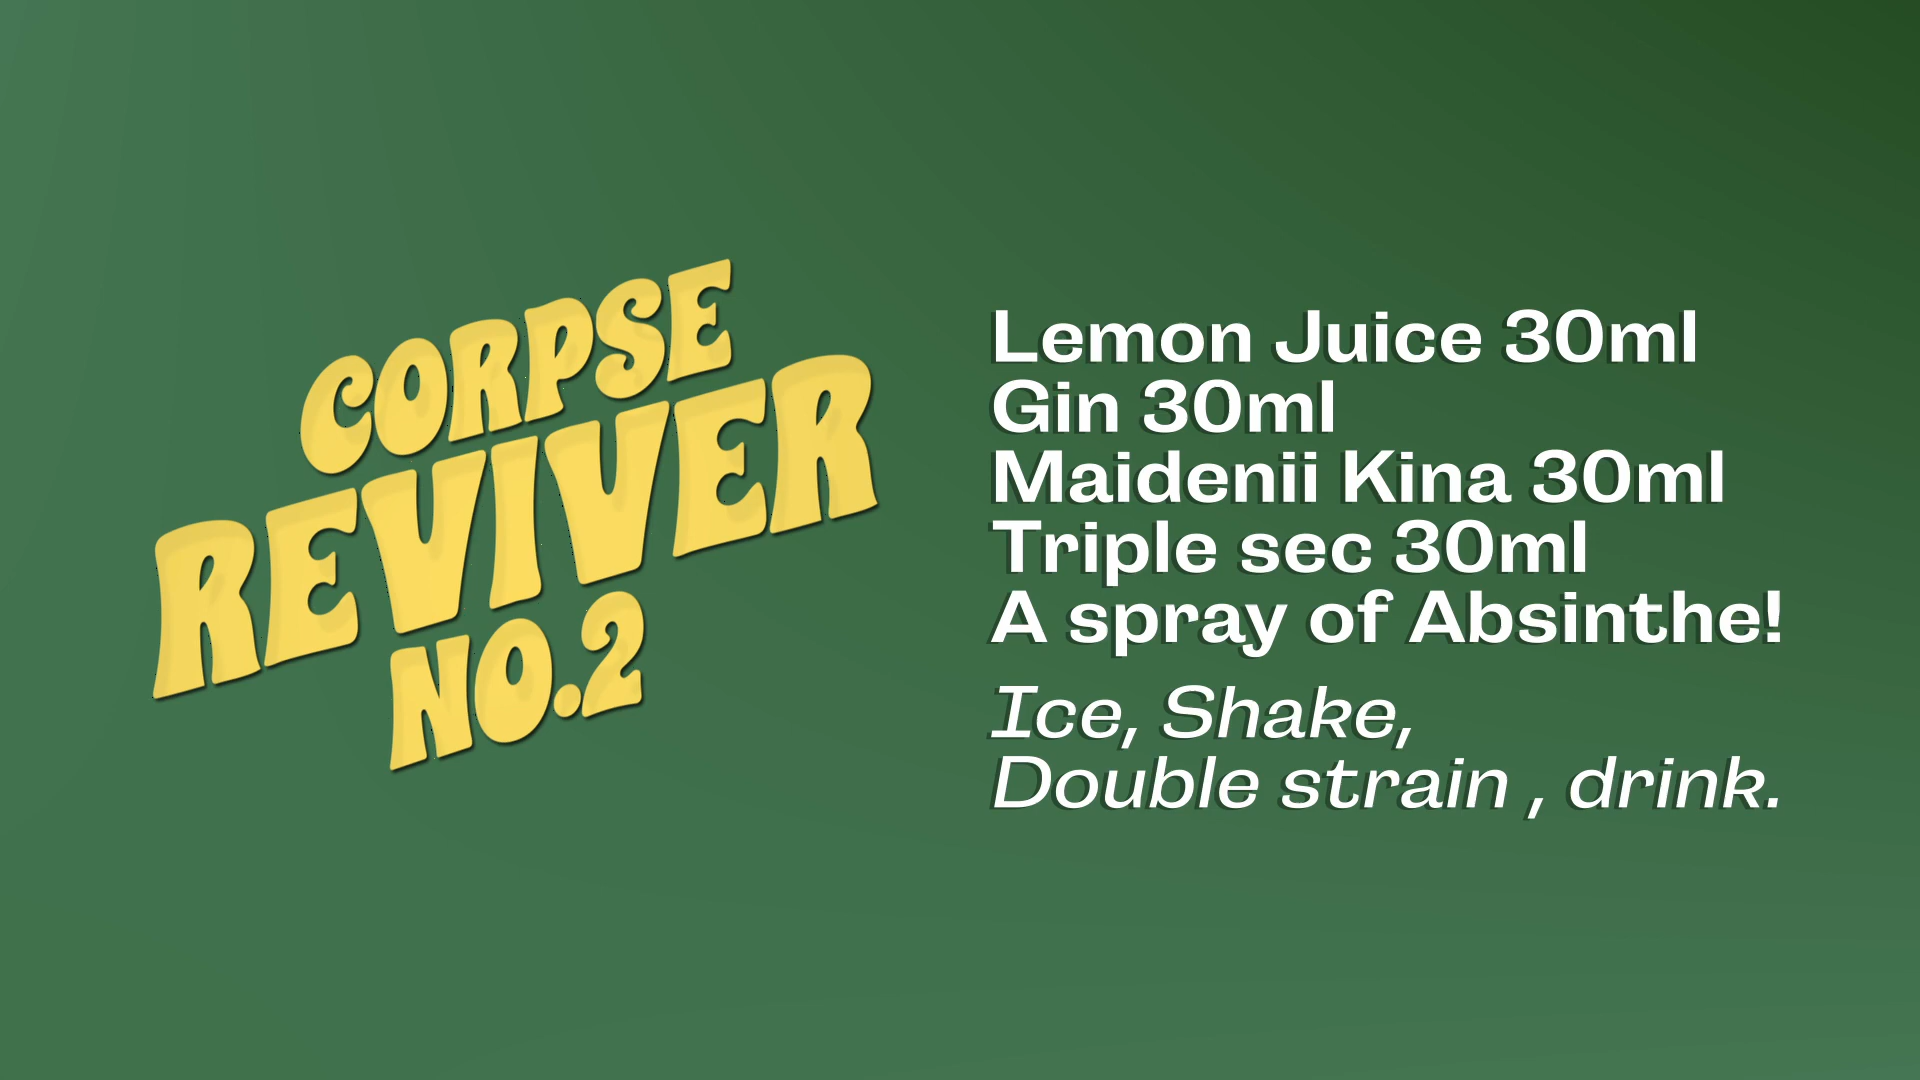 CORPSE
REVIVER
NO.2
Lemon Juice 30ml
Gin 30ml
Maidenii Kina 30ml
Triple sec 30ml
A spray of Absinthe!
Ice, Shake,
Double strain , drink.